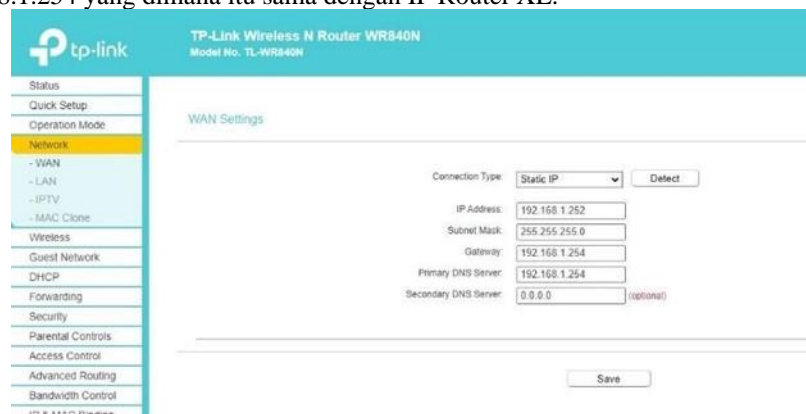 8.1.254 yang dimana itu sama dengan IP Router XL.
tp-link
TP-Link Wireless N Router WR840N
Model No. TL-WR840N
Status
Quick Setup
Operation Mode
Network
- WAN
- LAN
- IPTV
- MAC Clone
Wireless
Guest Network
DHCP
Forwarding
Security
Parental Controls
Access Control
Advanced Routing
Bandwidth Control
IP & MAC Binding
WAN Settings
Connection Type: Static IP Detect
IP Address: 192.168.1.252
Subnet Mask: 255.255.255.0
Gateway: 192.168.1.254
Primary DNS Server: 192.168.1.254
Secondary DNS Server: 0.0.0.0 (optional)
Save